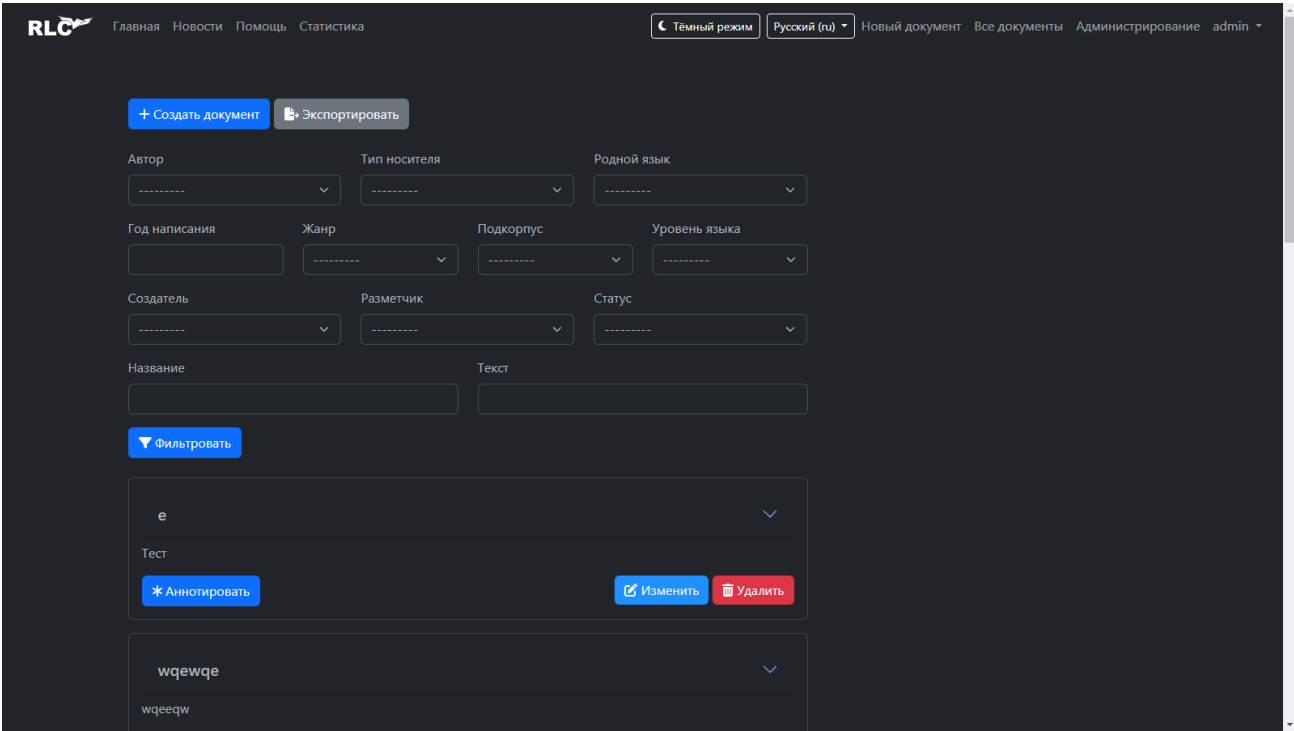 RLC Главная Новости Помощь Статистика Тёмный режим Русский (ru) Новый документ Все документы Администрирование admin
Создать документ Экспортировать
Автор Тип носителя Родной язык
--------- --------- ---------
Год написания Жанр Подкорпус Уровень языка
--------- --------- ---------
Создатель Разметчик Статус
--------- --------- ---------
Название Текст
Фильтровать
е
Тест
Аннотировать Изменить Удалить
wqewqe
wqeeqw